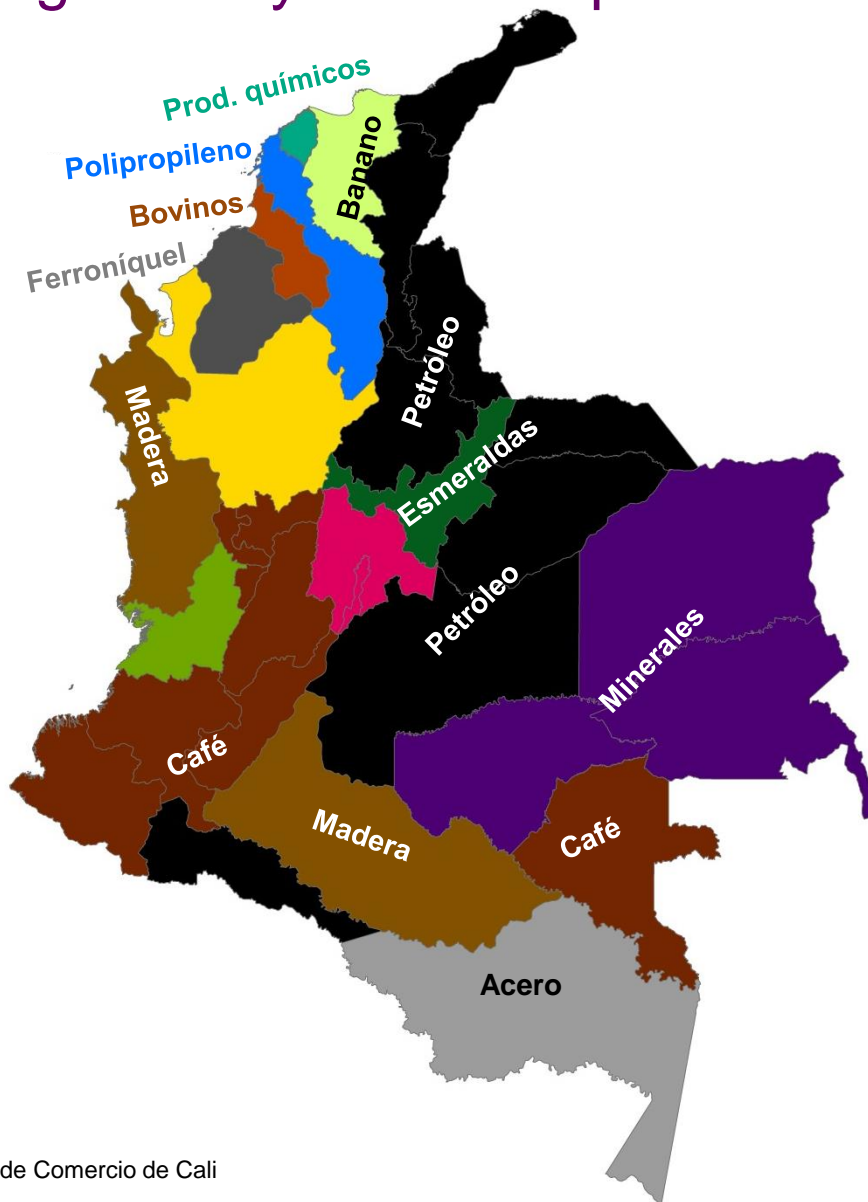 Prod. químicos
Polipropileno
Banano
Bovinos
Ferroníquel
Petróleo
Madera
Esmeraldas
Petróleo
Minerales
Café
Madera
Café
Acero
de Comercio de Cali